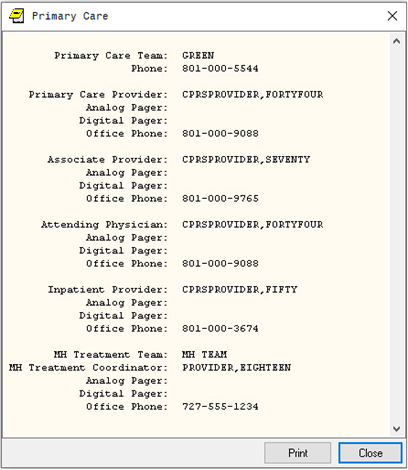 Primary Care
Primary Care Team: GREEN
Phone: 801-000-5544
Primary Care Provider: CPRSPROVIDER,FORTYFOUR
Analog Pager:
Digital Pager:
Office Phone: 801-000-9088
Associate Provider: CPRSPROVIDER,SEVENTY
Analog Pager:
Digital Pager:
Office Phone: 801-000-9765
Attending Physician: CPRSPROVIDER,FORTYFOUR
Analog Pager:
Digital Pager:
Office Phone: 801-000-9088
Inpatient Provider: CPRSPROVIDER,FIFTY
Analog Pager:
Digital Pager:
Office Phone: 801-000-3674
MH Treatment Team: MH TEAM
MH Treatment Coordinator: PROVIDER,EIGHTEEN
Analog Pager:
Digital Pager:
Office Phone: 727-555-1234
Print Close